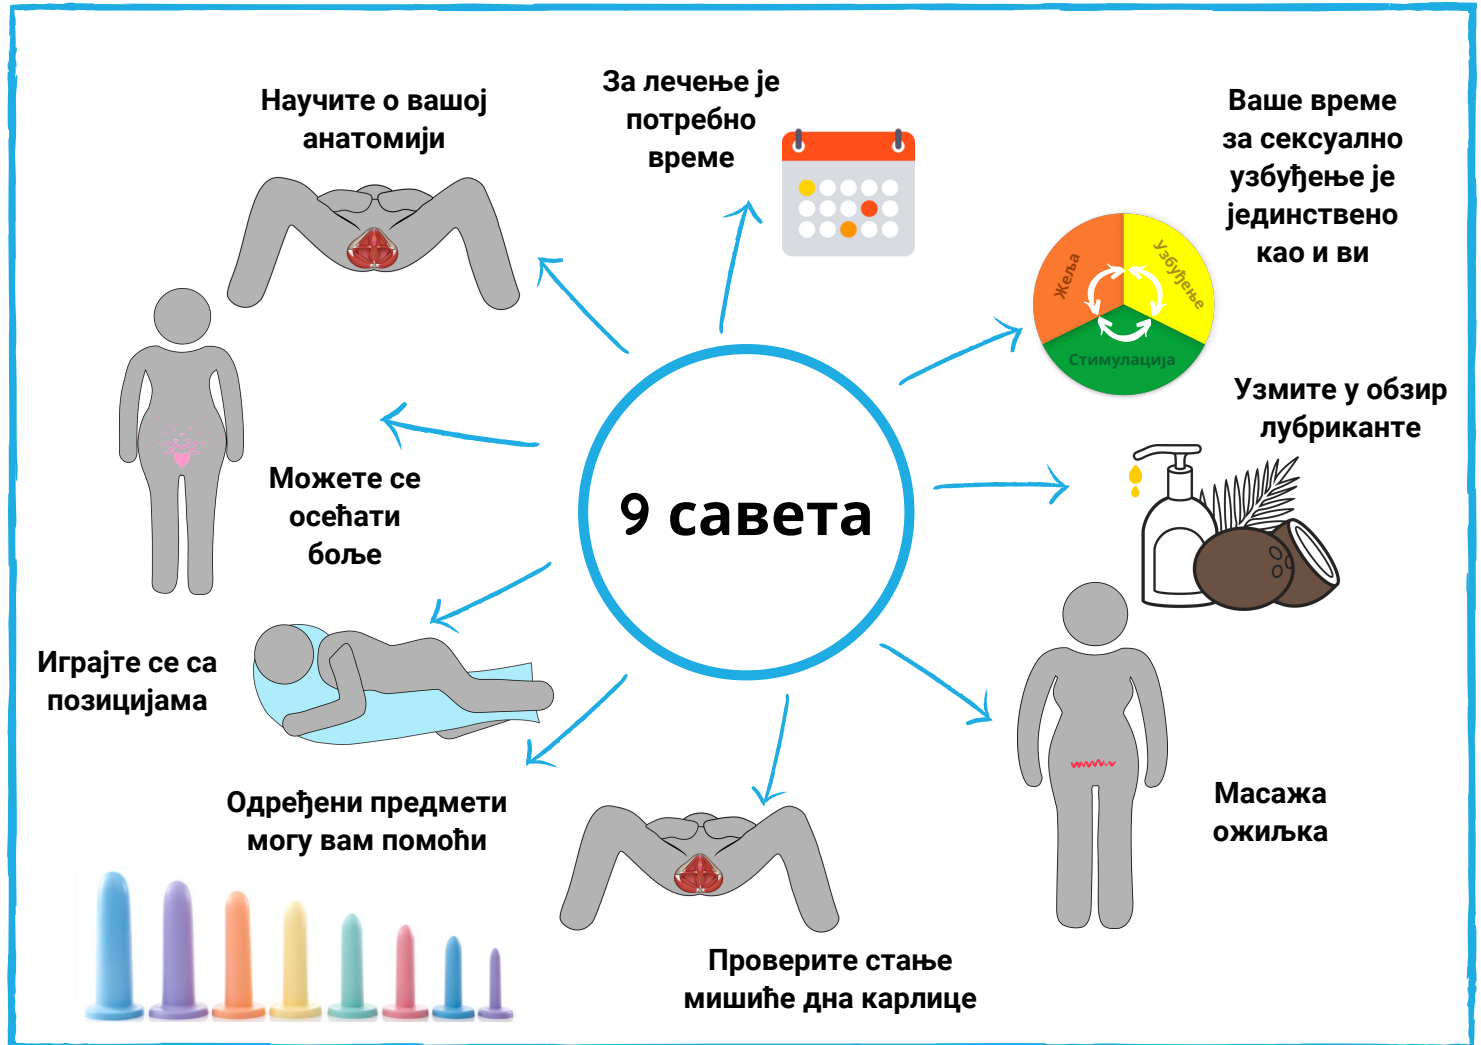 Научите о вашој
анатомији
За лечење је
потребно
време
Ваше време
за сексуално
узбуђење је
јединствено
као и ви
Жеља
Узбуђење
Стимулација
Узмите у обзир
лубриканте
Можете се
осећати
боље
9 савета
Играјте се са
позицијама
Масажа
ожиљка
Одређени предмети
могу вам помоћи
Проверите стање
мишиће дна карлице